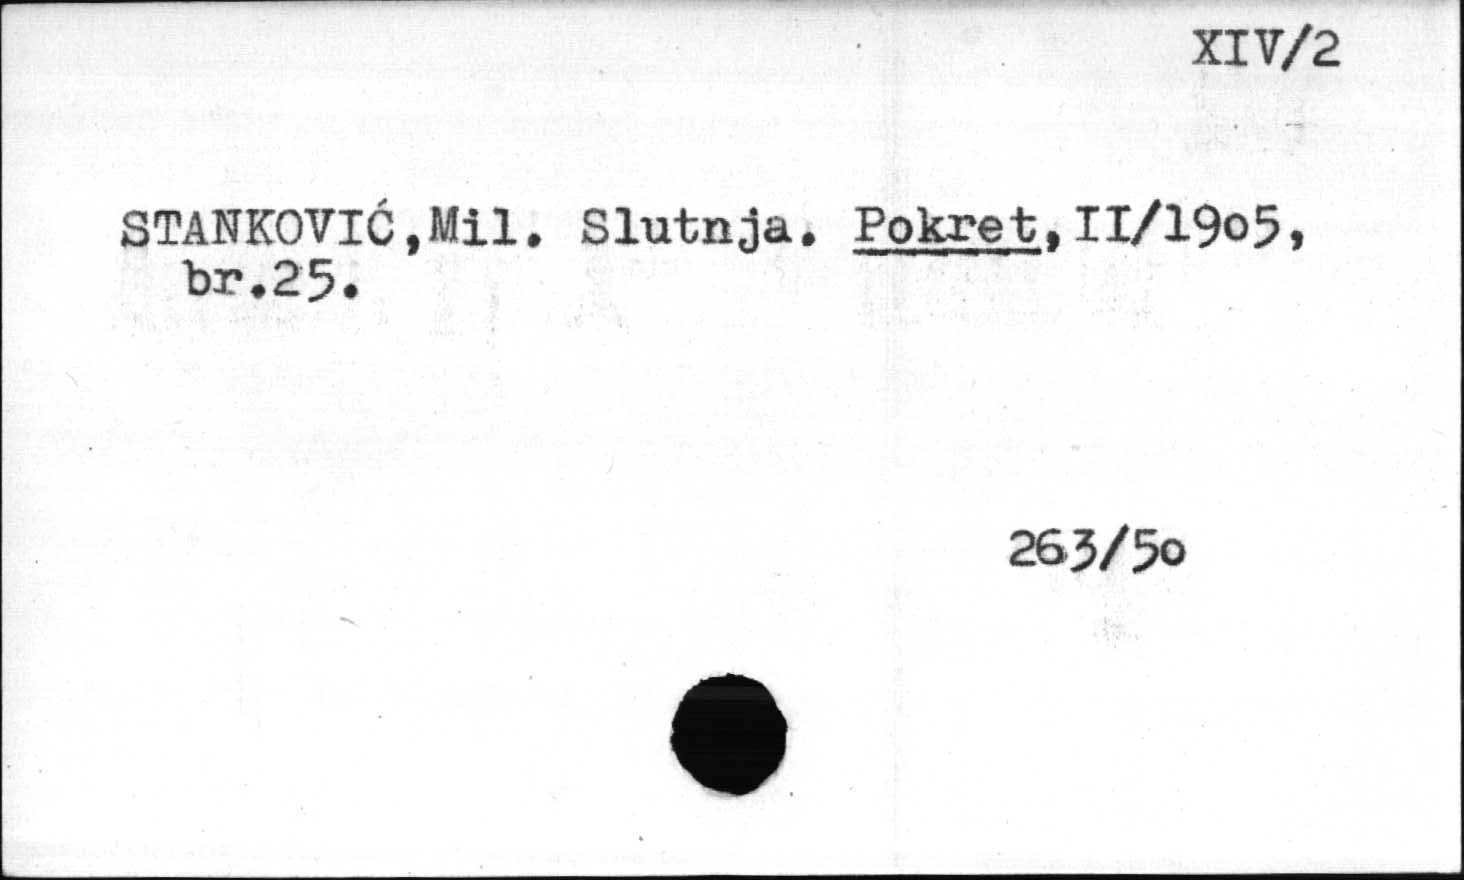 XIV/2
STANKOVIĆ,Mil. Slutnja. Pokret,II/19o5,
br.25.
263/5o